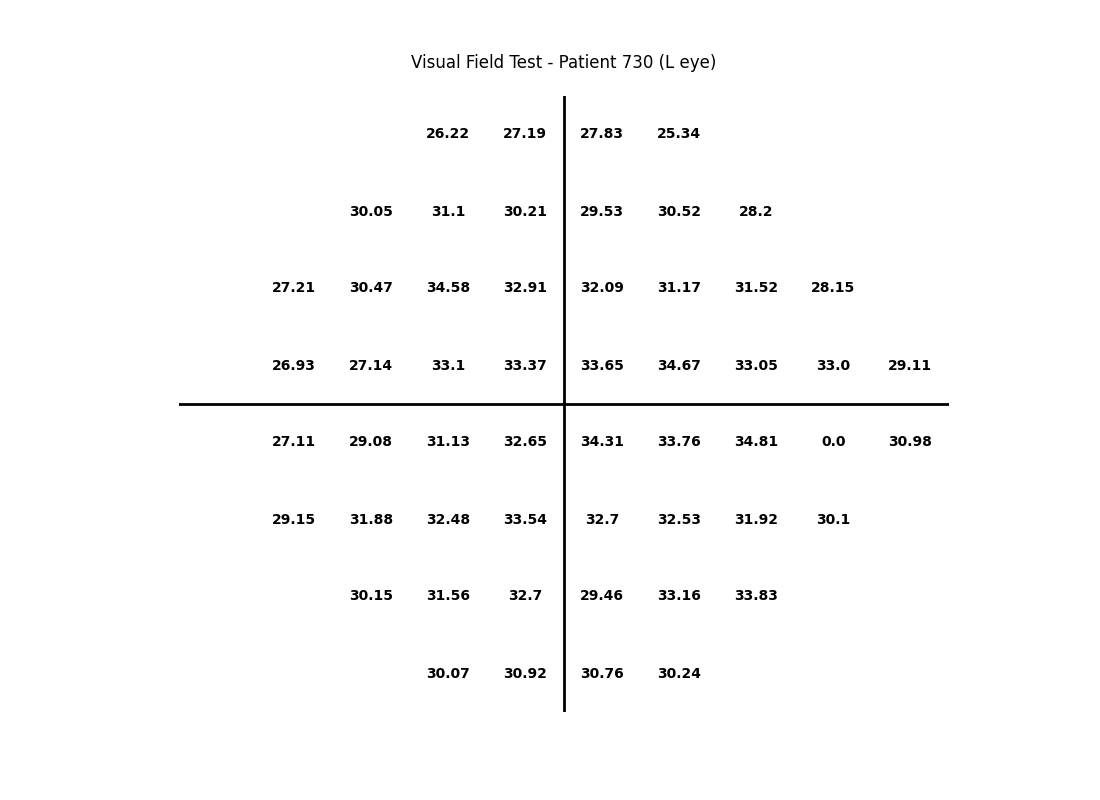 Visual Field Test - Patient 730 (L eye)
26.22 27.19 27.83 25.34
30.05 31.1 30.21 29.53 30.52 28.2
27.21 30.47 34.58 32.91 32.09 31.17 31.52 28.15
26.93 27.14 33.1 33.37 33.65 34.67 33.05 33.0 29.11
27.11 29.08 31.13 32.65 34.31 33.76 34.81 0.0 30.98
29.15 31.88 32.48 33.54 32.7 32.53 31.92 30.1
30.15 31.56 32.7 29.46 33.16 33.83
30.07 30.92 30.76 30.24